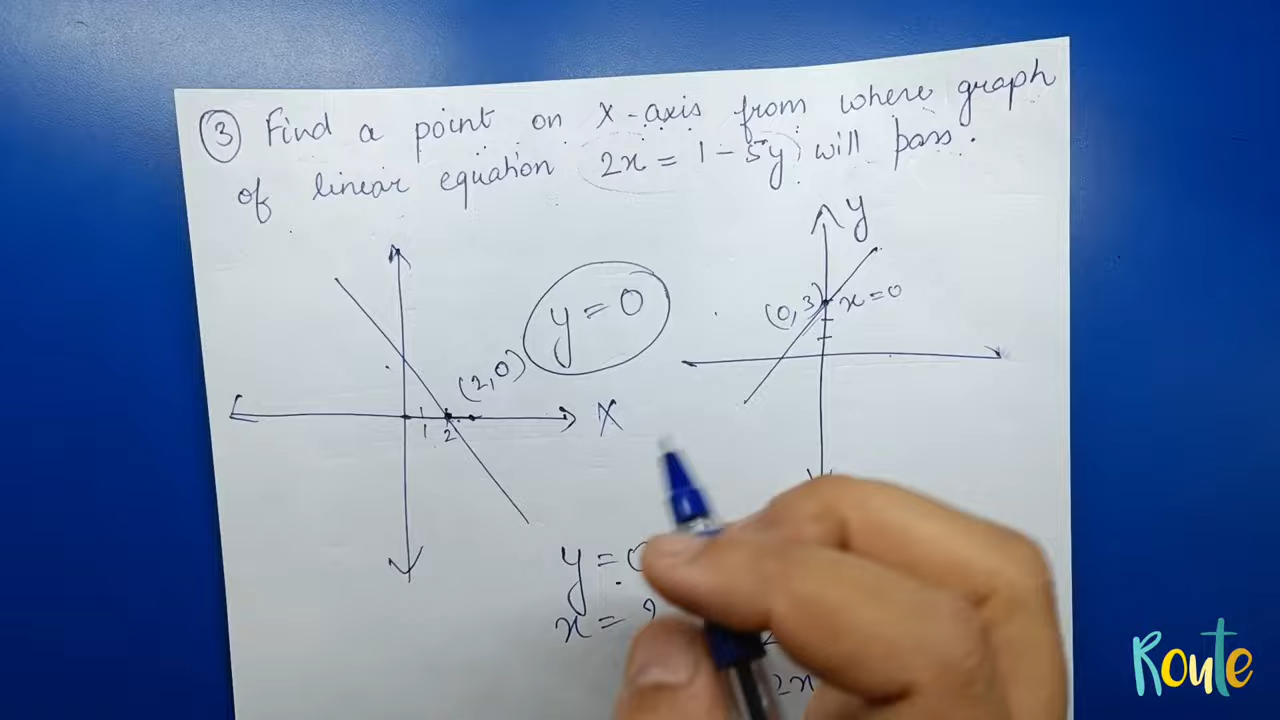 ③ Find a point on X-axis from where graph
of linear equation 2x = 1 - 5y will pass.
y
y = 0
(0, 3) x = 0
(2, 0)
X
1 2
y = 0
x = ?
2x
Route